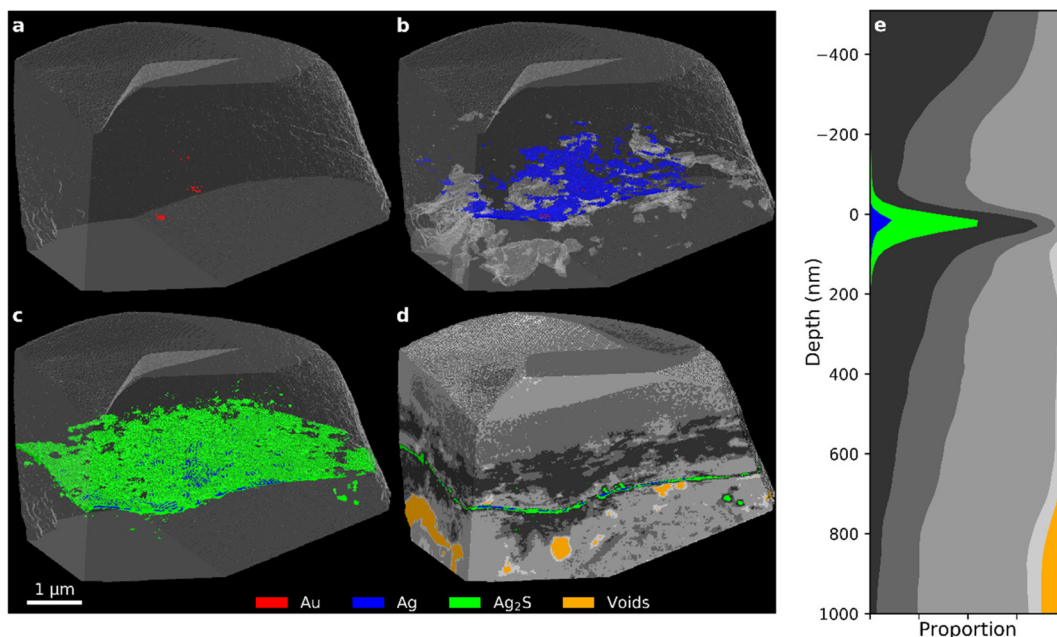 a
b
c
d
1 µm
Au
Ag
Ag₂S
Voids
e
−400
−200
0
200
400
600
800
1000
Depth (nm)
Proportion